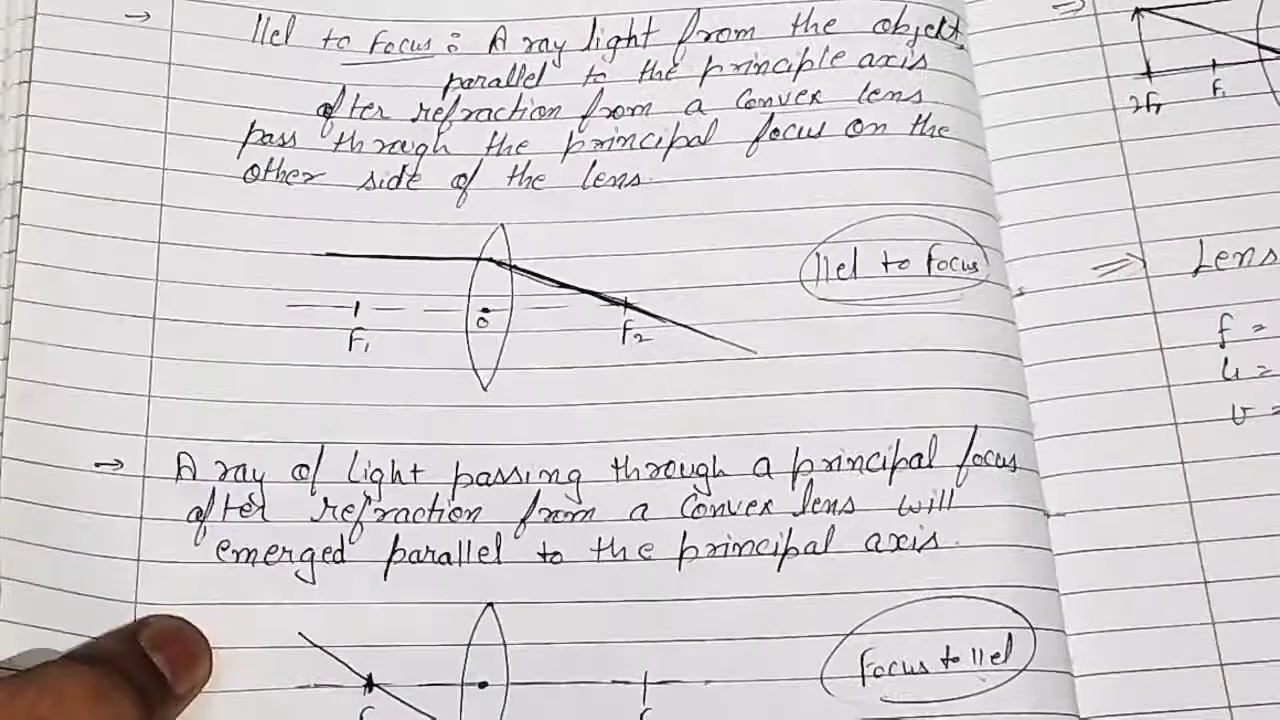 → llel to Focus : A ray light from the object
parallel to the principle axis
after refraction from a convex lens
pass through the principal focus on the
other side of the lens.
llel to focus
O
F₁
F₂
→ A ray of light passing through a principal focus
after refraction from a convex lens will
emerged parallel to the principal axis.
Focus to llel
⇒
2F₁
F₁
⇒ Lens
f =
u =
v =